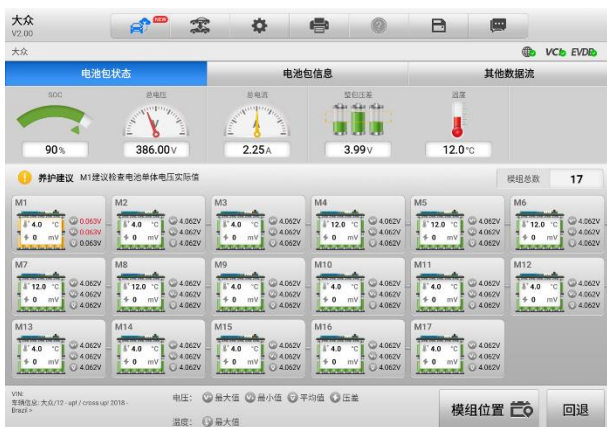 大众
V2.00
NEW
大众
VCI EVDP
电池包状态 电池包信息 其他数据流
SOC 总电压 总电流 整包压差 温度
90% 386.00V 2.25A 3.99V 12.0°C
养护建议 M1建议检查电池单体电压实际值 模组总数 17
M1 M2 M3 M4 M5 M6
4.0 °C 0.063V 4.0 °C 4.062V 4.0 °C 4.062V 12.0 °C 4.062V 12.0 °C 4.062V 12.0 °C 4.062V
0.063V 4.062V 4.062V 4.062V 4.062V 4.062V
0 mV 0.063V 0 mV 4.062V 0 mV 4.062V 0 mV 4.062V 0 mV 4.062V 0 mV 4.062V
M7 M8 M9 M10 M11 M12
12.0 °C 4.062V 12.0 °C 4.062V 4.0 °C 4.062V 4.0 °C 4.062V 4.0 °C 4.062V 4.0 °C 4.062V
4.062V 4.062V 4.062V 4.062V 4.062V 4.062V
0 mV 4.062V 0 mV 4.062V 0 mV 4.062V 0 mV 4.062V 0 mV 4.062V 0 mV 4.062V
M13 M14 M15 M16 M17
4.0 °C 4.062V 4.0 °C 4.062V 4.0 °C 4.062V 4.0 °C 4.062V 4.0 °C 4.062V
4.062V 4.062V 4.062V 4.062V 4.062V
0 mV 4.062V 0 mV 4.062V 0 mV 4.062V 0 mV 4.062V 0 mV 4.062V
VIN:
车辆信息: 大众/12 - up! / cross up! 2018 -
Brazil >
电压: 最大值 最小值 平均值 压差
温度: 最大值
模组位置 回退